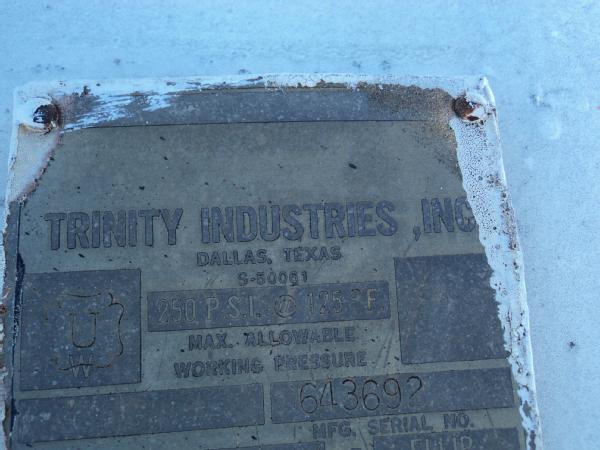 TRINITY INDUSTRIES, INC
DALLAS, TEXAS
S-50061
250 P.S.I. @ 125 °F
MAX. ALLOWABLE
WORKING PRESSURE
U
W
643692
MFG. SERIAL NO.